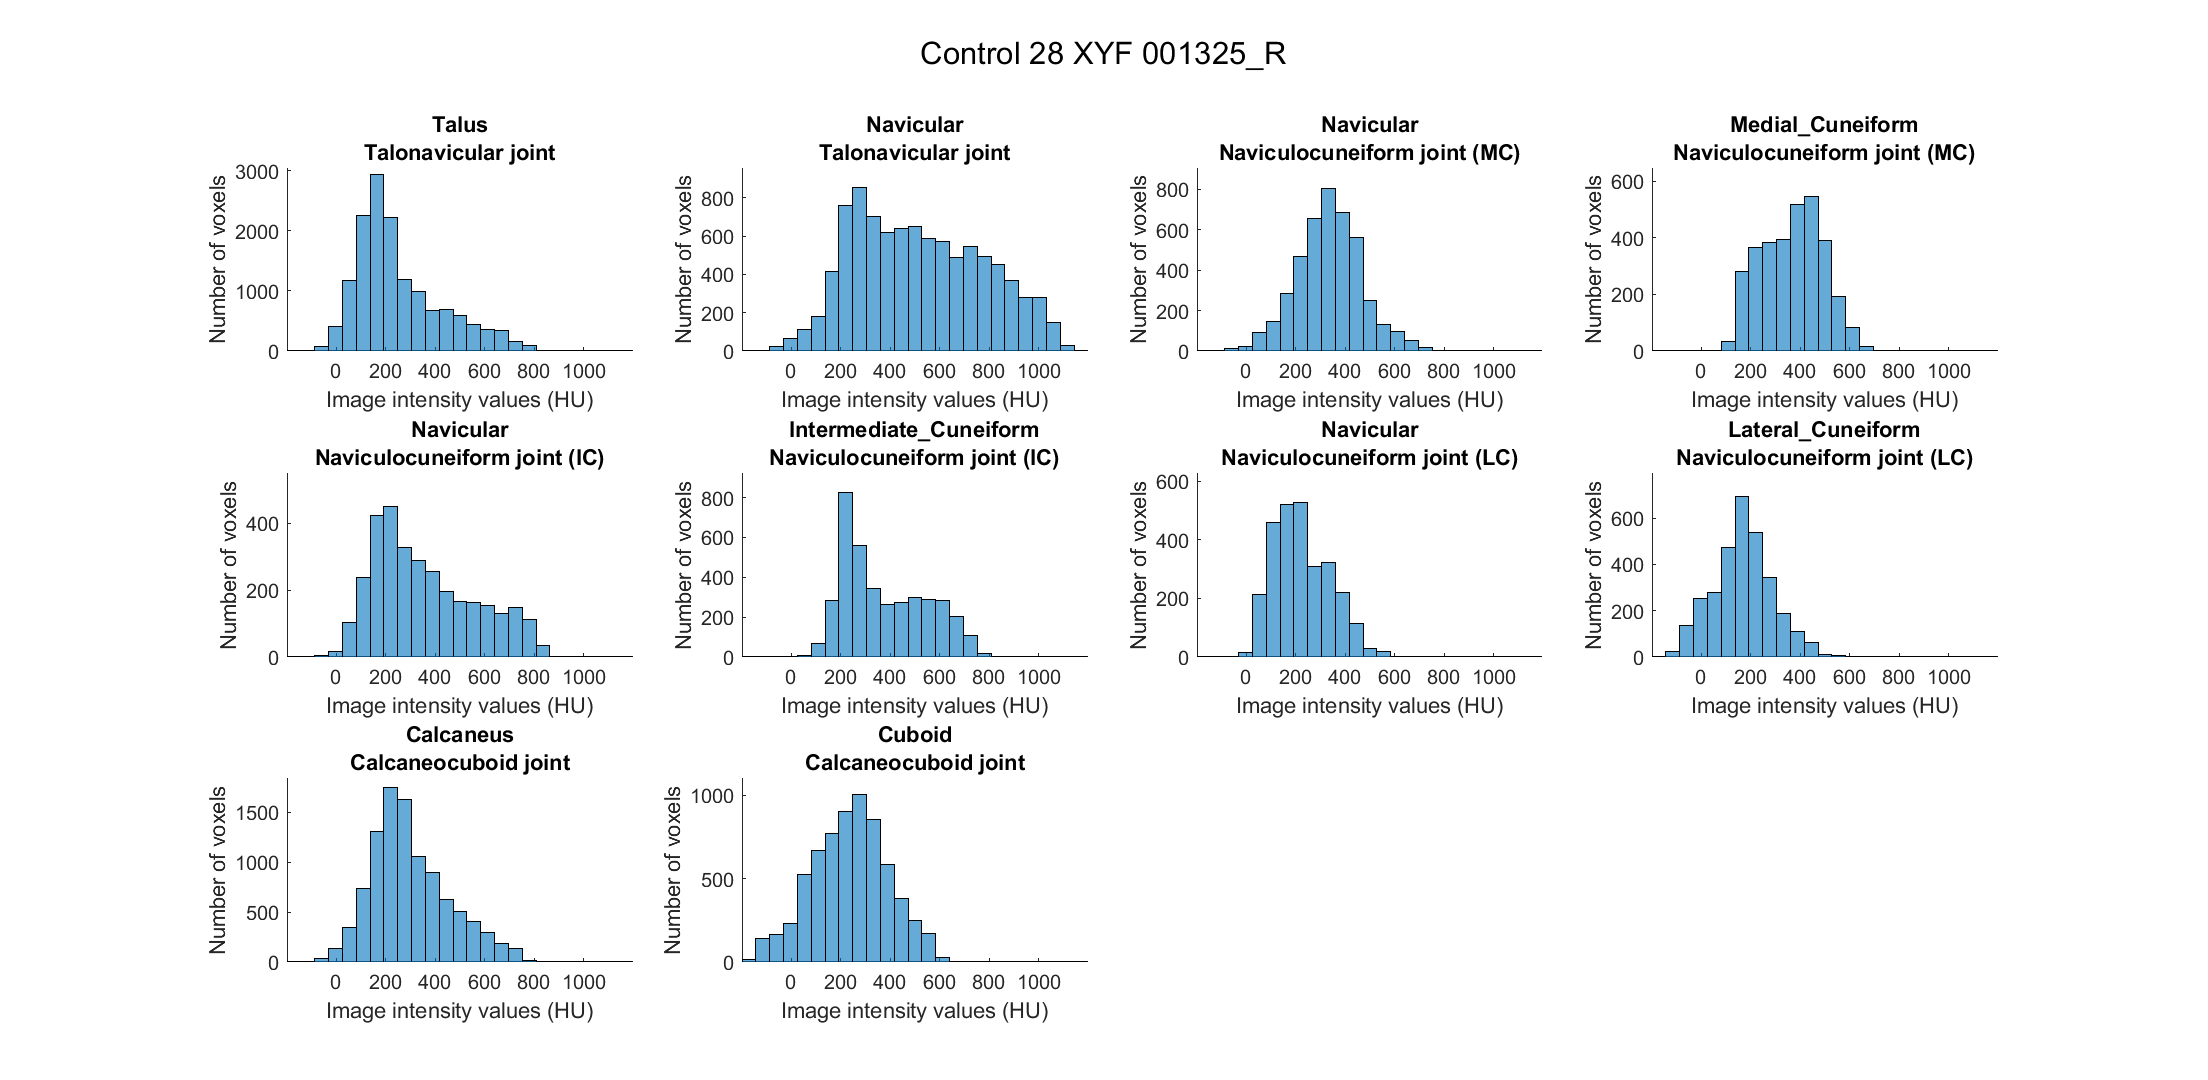 Control 28 XYF 001325_R
Talus
Talonavicular joint
Number of voxels
3000
2000
1000
0
0 200 400 600 800 1000
Image intensity values (HU)
Navicular
Talonavicular joint
Number of voxels
800
600
400
200
0
0 200 400 600 800 1000
Image intensity values (HU)
Navicular
Naviculocuneiform joint (MC)
Number of voxels
800
600
400
200
0
0 200 400 600 800 1000
Image intensity values (HU)
Medial_Cuneiform
Naviculocuneiform joint (MC)
Number of voxels
600
400
200
0
0 200 400 600 800 1000
Image intensity values (HU)
Navicular
Naviculocuneiform joint (IC)
Number of voxels
400
200
0
0 200 400 600 800 1000
Image intensity values (HU)
Intermediate_Cuneiform
Naviculocuneiform joint (IC)
Number of voxels
800
600
400
200
0
0 200 400 600 800 1000
Image intensity values (HU)
Navicular
Naviculocuneiform joint (LC)
Number of voxels
600
400
200
0
0 200 400 600 800 1000
Image intensity values (HU)
Lateral_Cuneiform
Naviculocuneiform joint (LC)
Number of voxels
600
400
200
0
0 200 400 600 800 1000
Image intensity values (HU)
Calcaneus
Calcaneocuboid joint
Number of voxels
1500
1000
500
0
0 200 400 600 800 1000
Image intensity values (HU)
Cuboid
Calcaneocuboid joint
Number of voxels
1000
500
0
0 200 400 600 800 1000
Image intensity values (HU)